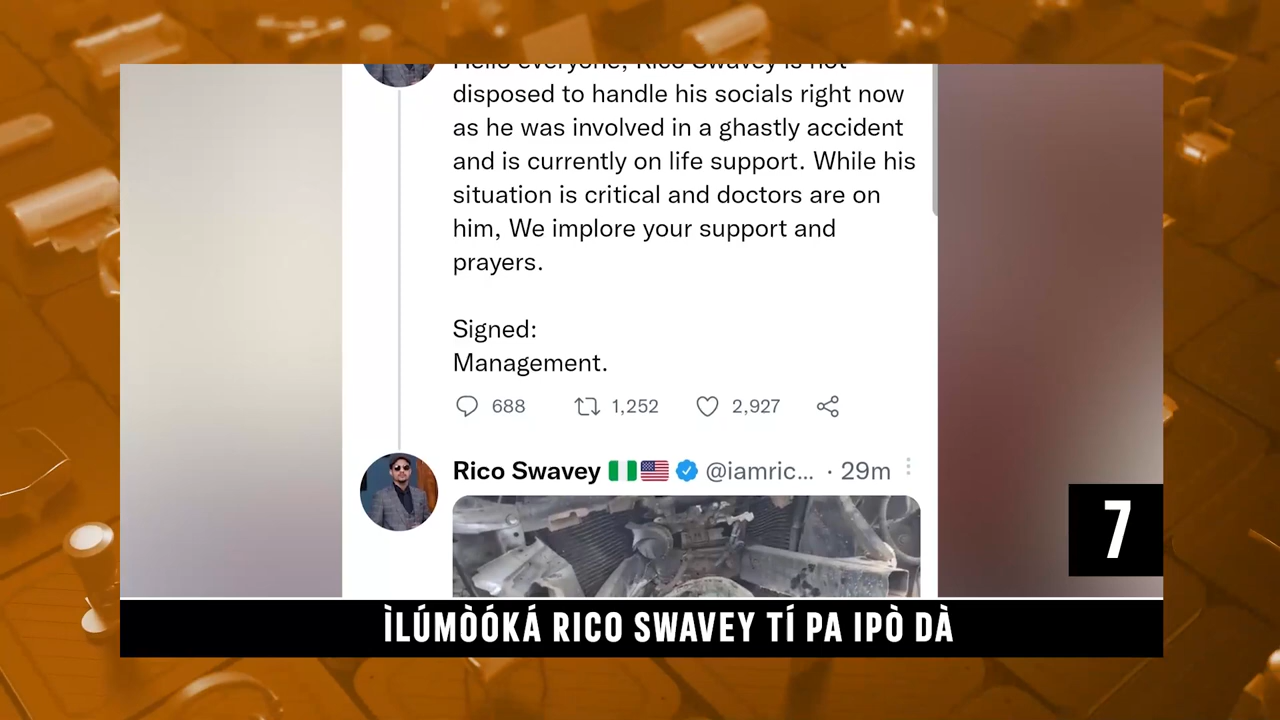 Hello everyone, Rico Swavey is not
disposed to handle his socials right now
as he was involved in a ghastly accident
and is currently on life support. While his
situation is critical and doctors are on
him, We implore your support and
prayers.
Signed:
Management.
688 1,252 2,927
Rico Swavey @iamric... · 29m
7
ÌLÚMÒÓKÁ RICO SWAVEY TÍ PA IPÒ DÀ